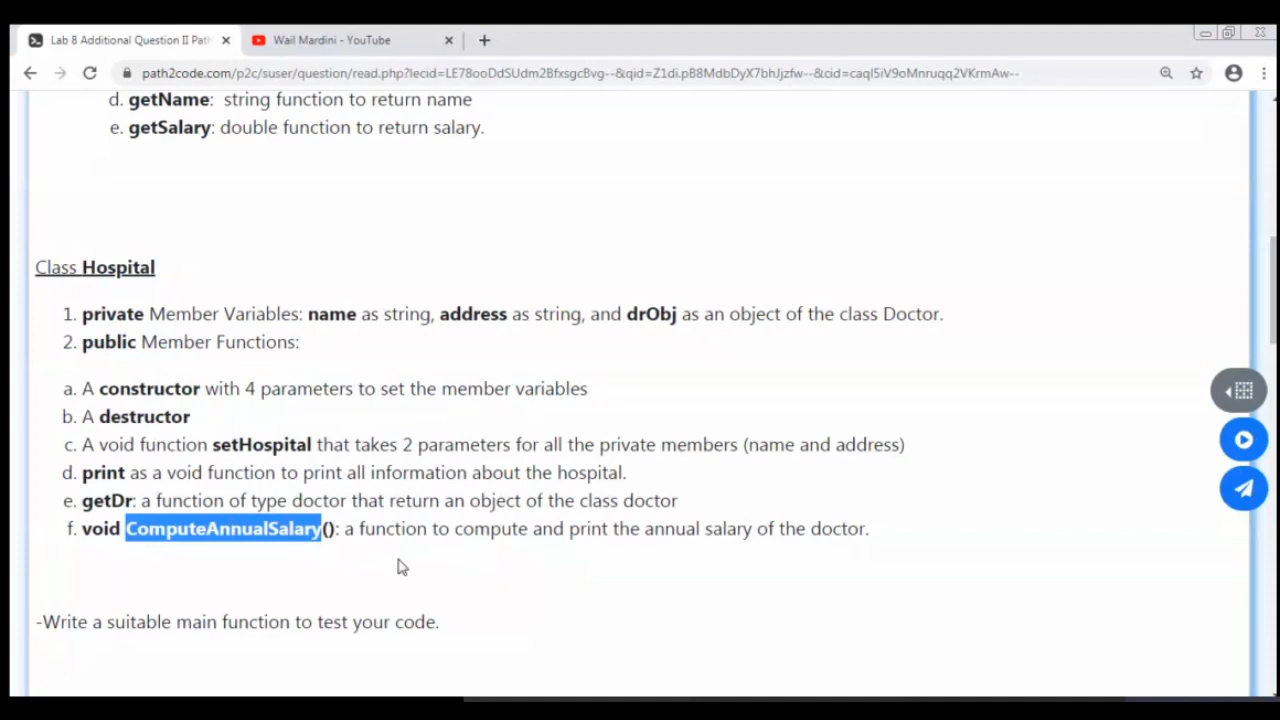 Lab 8 Additional Question II Pat
Wail Mardini - YouTube
path2code.com/p2c/suser/question/read.php?lecid=LE78ooDdSUdm2BfxsgcBvg--&qid=Z1di.pB8MdbDyX7bhJjzfw--&cid=caql5iV9oMnruqq2VKrmAw--
d. getName: string function to return name
e. getSalary: double function to return salary.
Class Hospital
1. private Member Variables: name as string, address as string, and drObj as an object of the class Doctor.
2. public Member Functions:
a. A constructor with 4 parameters to set the member variables
b. A destructor
c. A void function setHospital that takes 2 parameters for all the private members (name and address)
d. print as a void function to print all information about the hospital.
e. getDr: a function of type doctor that return an object of the class doctor
f. void ComputeAnnualSalary(): a function to compute and print the annual salary of the doctor.
-Write a suitable main function to test your code.